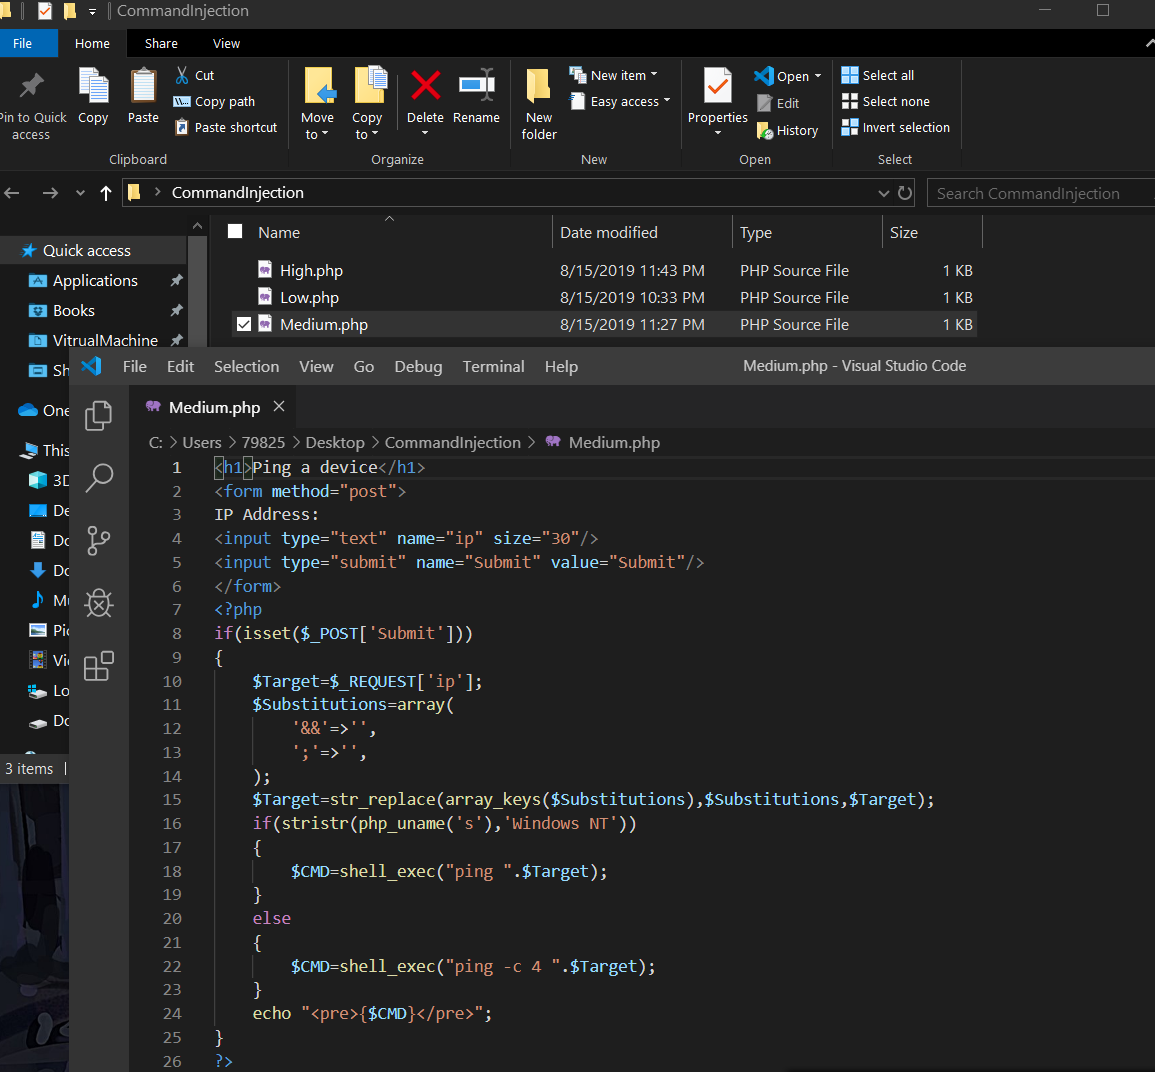 CommandInjection
File Home Share View
Cut
Copy path
Paste shortcut
Pin to Quick access
Copy
Paste
Clipboard
Move to
Copy to
Delete
Rename
Organize
New folder
New item
Easy access
New
Properties
Open
Edit
History
Open
Select all
Select none
Invert selection
Select
CommandInjection
Search CommandInjection
Name Date modified Type Size
High.php 8/15/2019 11:43 PM PHP Source File 1 KB
Low.php 8/15/2019 10:33 PM PHP Source File 1 KB
Medium.php 8/15/2019 11:27 PM PHP Source File 1 KB
Quick access
Applications
Books
VitrualMachine
Sh
One
This
3D
De
Do
Do
Mu
Pic
Vi
Lo
Do
3 items
File Edit Selection View Go Debug Terminal Help Medium.php - Visual Studio Code
Medium.php
C: > Users > 79825 > Desktop > CommandInjection > Medium.php
1 <h1>Ping a device</h1>
2 <form method="post">
3 IP Address:
4 <input type="text" name="ip" size="30"/>
5 <input type="submit" name="Submit" value="Submit"/>
6 </form>
7 <?php
8 if(isset($_POST['Submit']))
9 {
10 $Target=$_REQUEST['ip'];
11 $Substitutions=array(
12 '&&'=>'',
13 ';'=>'',
14 );
15 $Target=str_replace(array_keys($Substitutions),$Substitutions,$Target);
16 if(stristr(php_uname('s'),'Windows NT'))
17 {
18 $CMD=shell_exec("ping ".$Target);
19 }
20 else
21 {
22 $CMD=shell_exec("ping -c 4 ".$Target);
23 }
24 echo "<pre>{$CMD}</pre>";
25 }
26 ?>